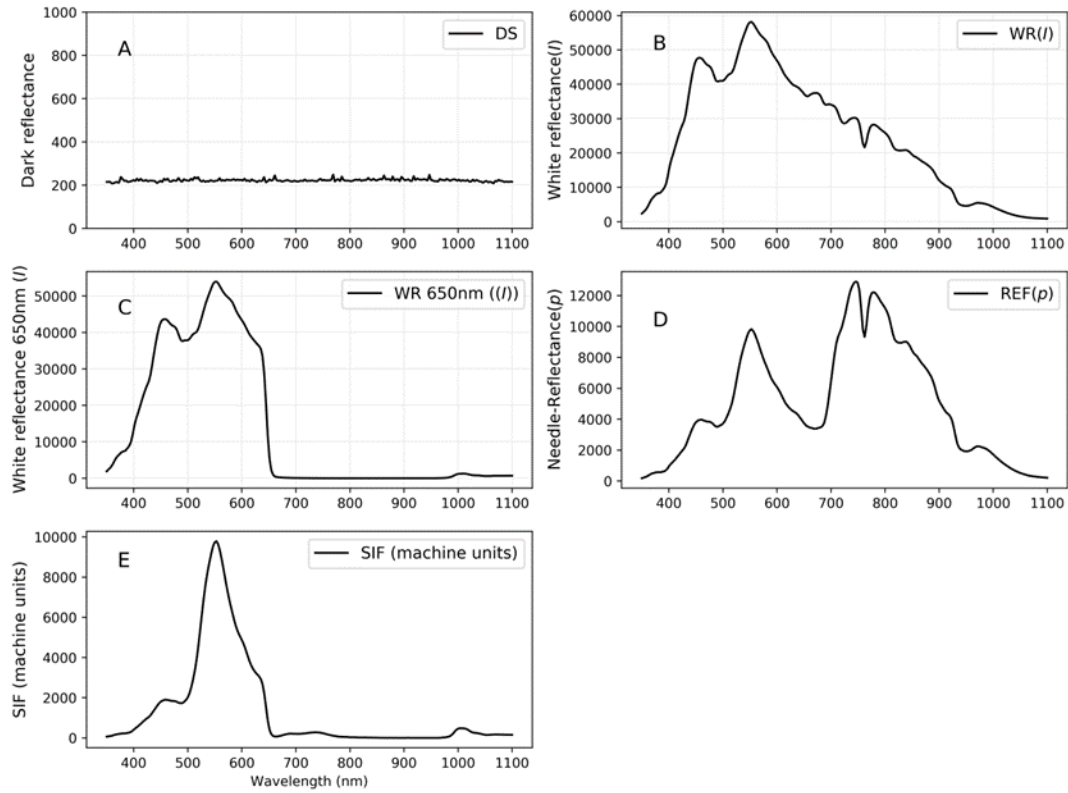 A
DS
Dark reflectance
1000
800
600
400
200
0
400 500 600 700 800 900 1000 1100
B
WR(I)
White reflectance(I)
60000
50000
40000
30000
20000
10000
0
400 500 600 700 800 900 1000 1100
C
WR 650nm ((I))
White reflectance 650nm (I)
50000
40000
30000
20000
10000
0
400 500 600 700 800 900 1000 1100
D
REF(p)
Needle-Reflectance(p)
12000
10000
8000
6000
4000
2000
0
400 500 600 700 800 900 1000 1100
E
SIF (machine units)
SIF (machine units)
10000
8000
6000
4000
2000
0
400 500 600 700 800 900 1000 1100
Wavelength (nm)